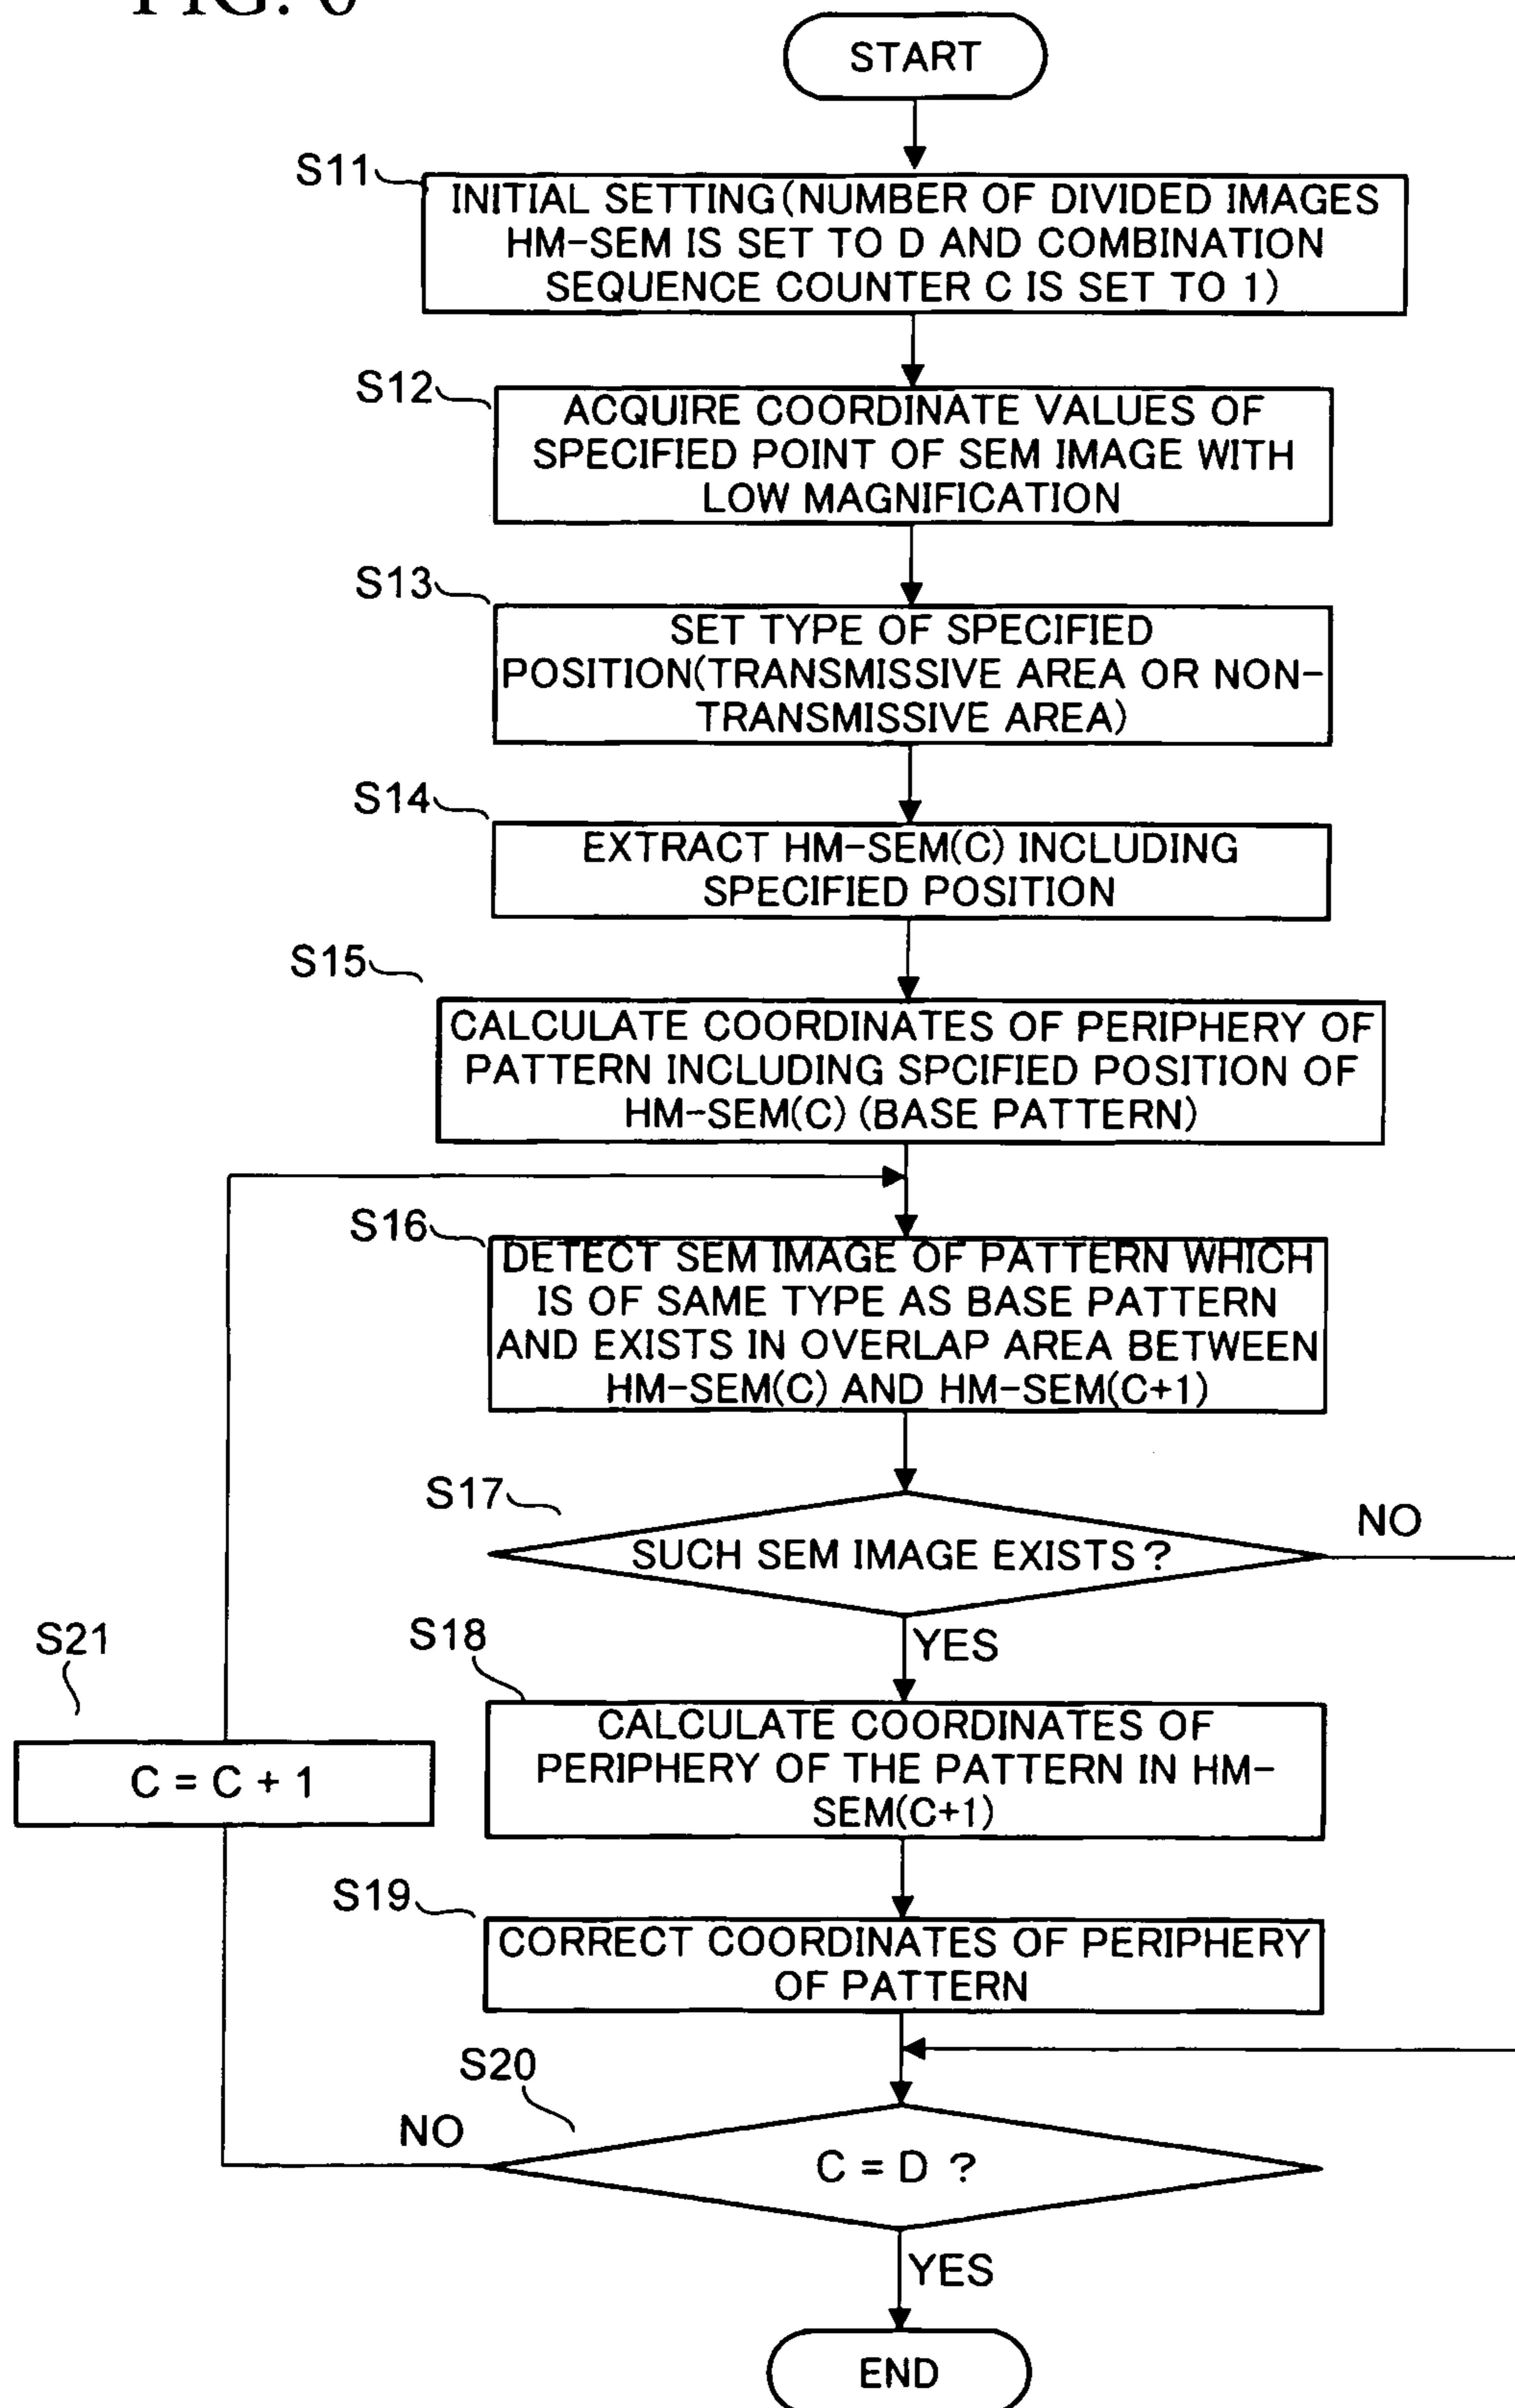 START
S11
INITIAL SETTING(NUMBER OF DIVIDED IMAGES
HM-SEM IS SET TO D AND COMBINATION
SEQUENCE COUNTER C IS SET TO 1)
S12
ACQUIRE COORDINATE VALUES OF
SPECIFIED POINT OF SEM IMAGE WITH
LOW MAGNIFICATION
S13
SET TYPE OF SPECIFIED
POSITION(TRANSMISSIVE AREA OR NON-
TRANSMISSIVE AREA)
S14
EXTRACT HM-SEM(C) INCLUDING
SPECIFIED POSITION
S15
CALCULATE COORDINATES OF PERIPHERY OF
PATTERN INCLUDING SPCIFIED POSITION OF
HM-SEM(C) (BASE PATTERN)
S16
DETECT SEM IMAGE OF PATTERN WHICH
IS OF SAME TYPE AS BASE PATTERN
AND EXISTS IN OVERLAP AREA BETWEEN
HM-SEM(C) AND HM-SEM(C+1)
S17
SUCH SEM IMAGE EXISTS ?
NO
YES
S18
CALCULATE COORDINATES OF
PERIPHERY OF THE PATTERN IN HM-
SEM(C+1)
S21
C = C + 1
S19
CORRECT COORDINATES OF PERIPHERY
OF PATTERN
S20
C = D ?
NO
YES
END